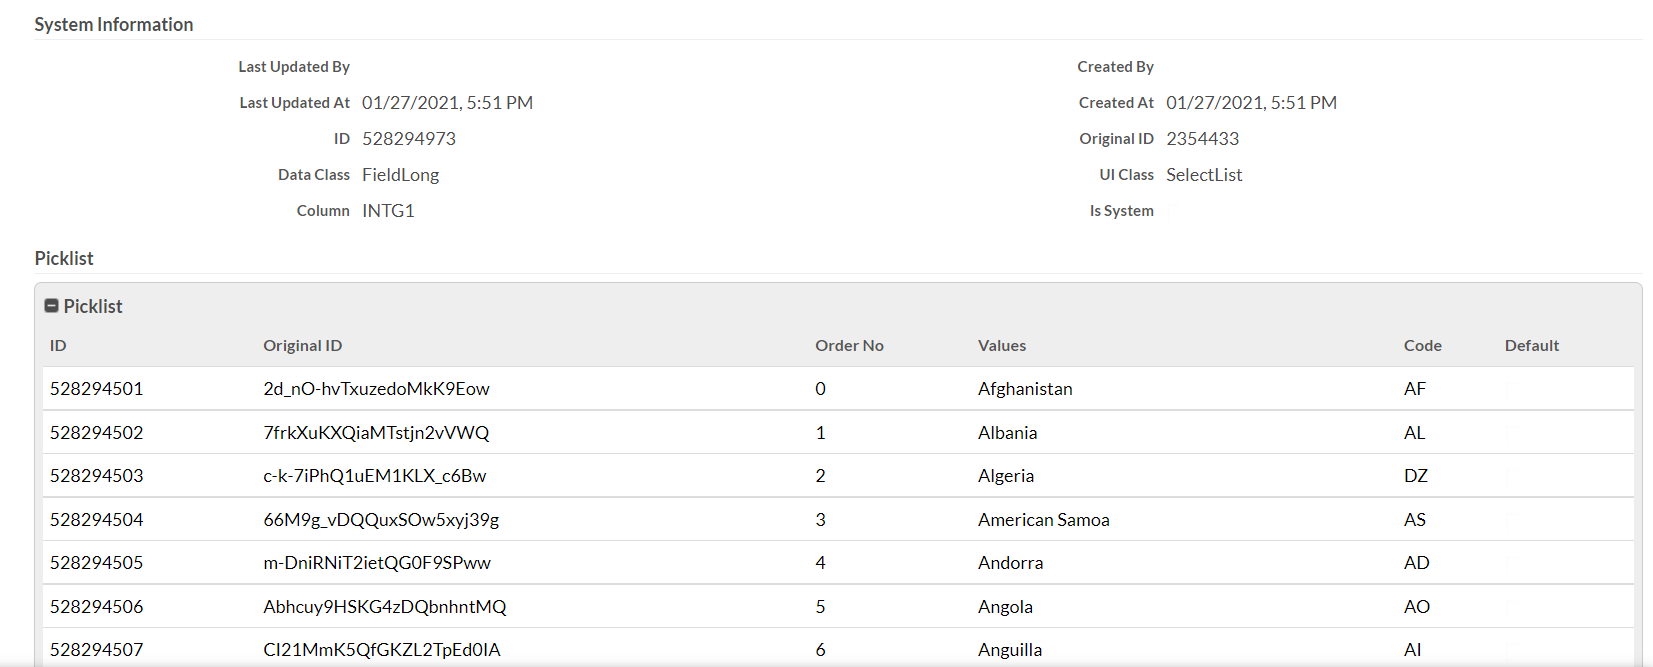 System Information
Last Updated By Created By
Last Updated At 01/27/2021, 5:51 PM Created At 01/27/2021, 5:51 PM
ID 528294973 Original ID 2354433
Data Class FieldLong UI Class SelectList
Column INTG1 Is System
Picklist
Picklist
ID Original ID Order No Values Code Default
528294501 2d_nO-hvTxuzedoMkK9Eow 0 Afghanistan AF
528294502 7frkXuKXQiaMTstjn2vVWQ 1 Albania AL
528294503 c-k-7iPhQ1uEM1KLX_c6Bw 2 Algeria DZ
528294504 66M9g_vDQQuxSOw5xyj39g 3 American Samoa AS
528294505 m-DniRNiT2ietQG0F9SPww 4 Andorra AD
528294506 Abhcuy9HSKG4zDQbnhntMQ 5 Angola AO
528294507 CI21MmK5QfGKZL2TpEd0IA 6 Anguilla AI